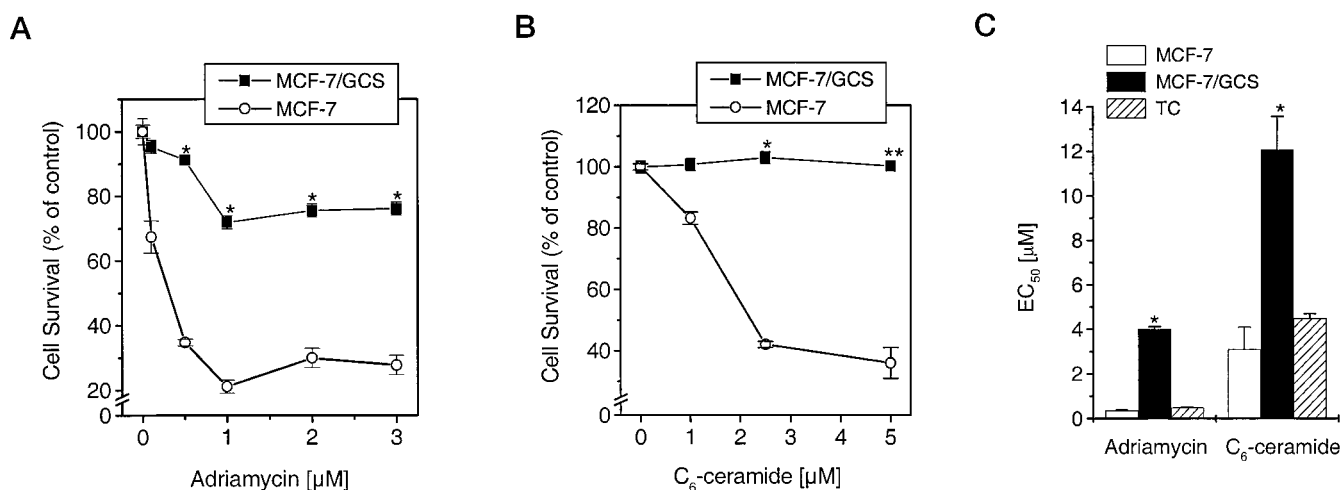 A
MCF-7/GCS
MCF-7
Cell Survival (% of control)
100
80
60
40
20
0
*
*
*
*
0
1
2
3
Adriamycin [µM]
B
MCF-7/GCS
MCF-7
Cell Survival (% of control)
120
100
80
60
40
0
*
**
0
1
2
3
4
5
C₆-ceramide [µM]
C
MCF-7
MCF-7/GCS
TC
EC₅₀ [µM]
14
12
10
8
6
4
2
0
*
*
Adriamycin
C₆-ceramide